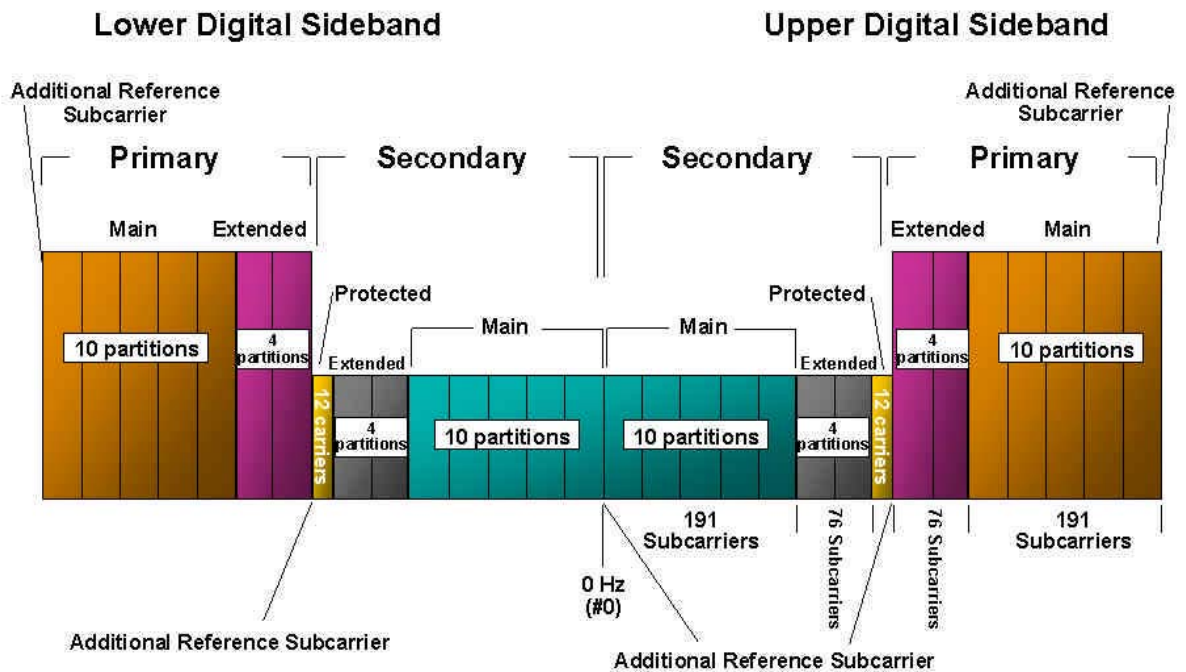 Lower Digital Sideband
Upper Digital Sideband
Additional Reference
Subcarrier
Additional Reference
Subcarrier
Primary
Secondary
Secondary
Primary
Main
Extended
Extended
Main
Protected
Protected
Main
Main
Extended
Extended
10 partitions
4
partitions
12 carriers
4
partitions
10 partitions
10 partitions
4
partitions
12 carriers
4
partitions
10 partitions
191
Subcarriers
76 Subcarriers
76 Subcarriers
191
Subcarriers
0 Hz
(#0)
Additional Reference Subcarrier
Additional Reference Subcarrier